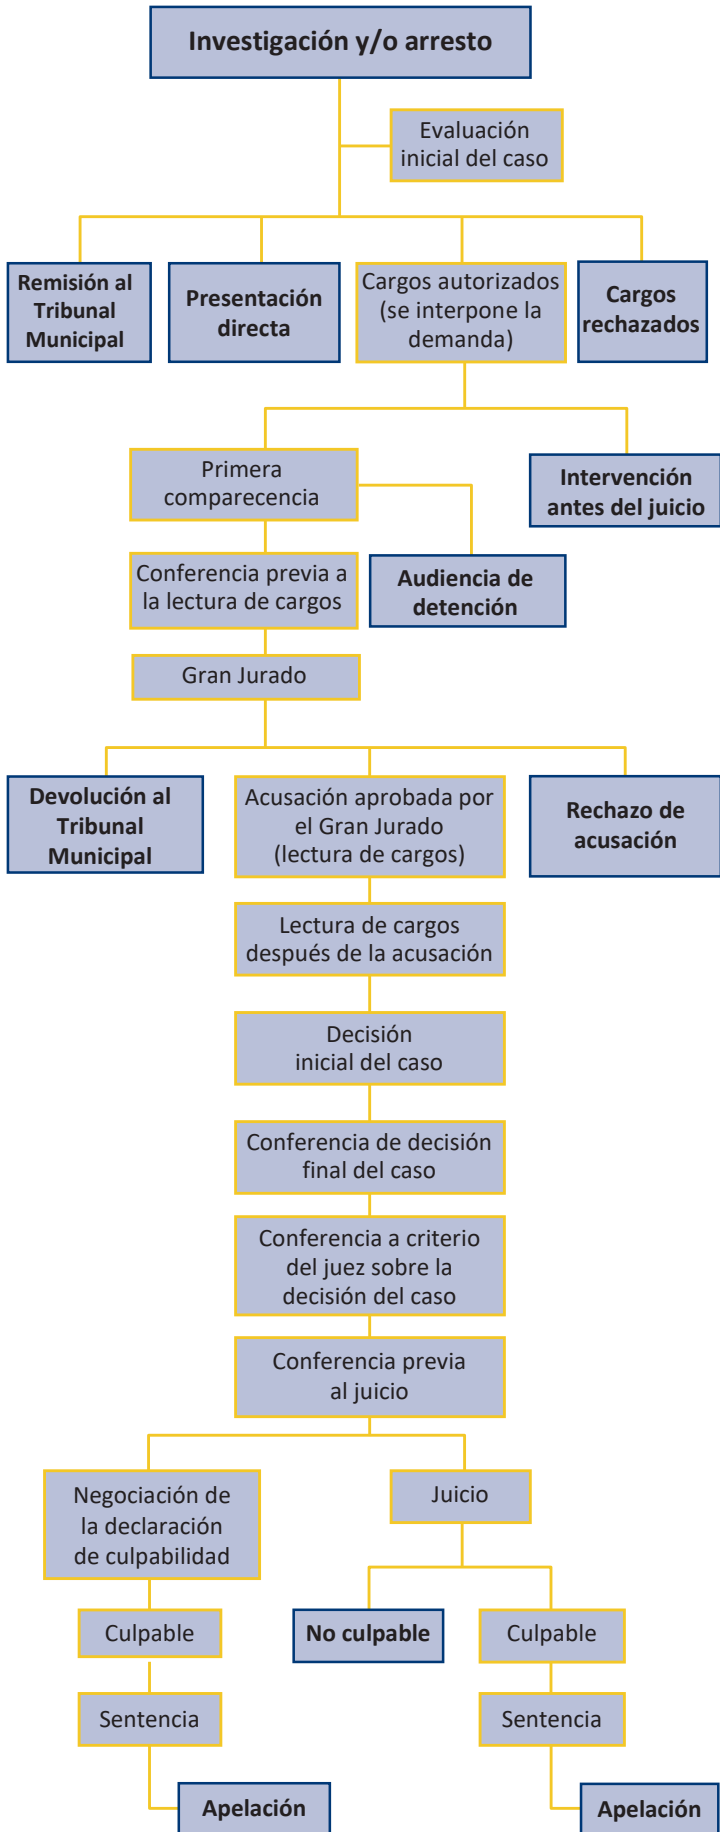 Investigación y/o arresto
Evaluación
inicial del caso
Remisión al
Tribunal
Municipal
Presentación
directa
Cargos autorizados
(se interpone la
demanda)
Cargos
rechazados
Primera
comparecencia
Intervención
antes del juicio
Conferencia previa a
la lectura de cargos
Audiencia de
detención
Gran Jurado
Devolución al
Tribunal
Municipal
Acusación aprobada por
el Gran Jurado
(lectura de cargos)
Rechazo de
acusación
Lectura de cargos
después de la acusación
Decisión
inicial del caso
Conferencia de decisión
final del caso
Conferencia a criterio
del juez sobre la
decisión del caso
Conferencia previa
al juicio
Negociación de
la declaración
de culpabilidad
Juicio
Culpable
No culpable
Culpable
Sentencia
Sentencia
Apelación
Apelación